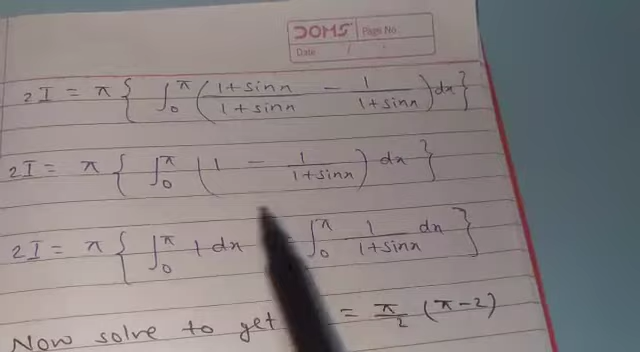 DOMS Page No.
Date / /
2I = π { ∫₀^π ( (1+sinx)/(1+sinx) − 1/(1+sinx) ) dx }
2I = π { ∫₀^π ( 1 − 1/(1+sinx) ) dx }
2I = π { ∫₀^π 1 dx − ∫₀^π 1/(1+sinx) dx }
Now solve to get = π/2 (π−2)